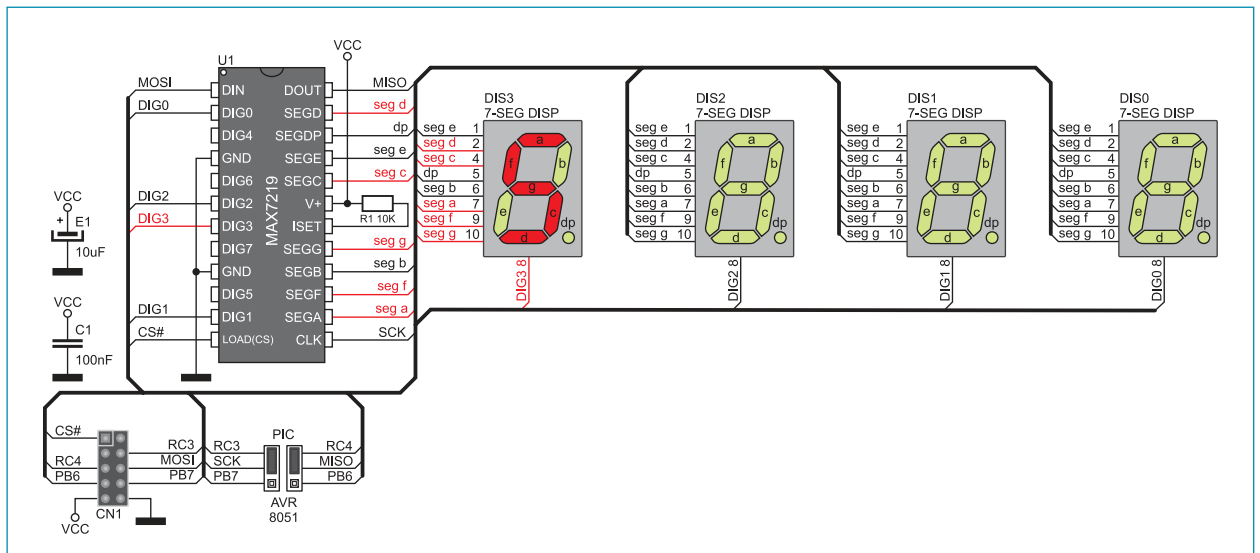 VCC
U1
MOSI DIN DOUT MISO
DIG0 DIG0 SEGD seg d
DIG4 SEGDP dp
GND SEGE seg e
DIG6 SEGC seg c
DIG2 DIG2 V+
DIG3 DIG3 ISET R1 10K
DIG7 SEGG seg g
GND SEGB seg b
DIG5 SEGF seg f
DIG1 DIG1 SEGA seg a
CS# LOAD(CS) CLK SCK
MAX7219
VCC
+
E1
10uF
VCC
C1
100nF
DIS3
7-SEG DISP
seg e 1
seg d 2
seg c 4
dp 5
seg b 6
seg a 7
seg f 9
seg g 10
a
f b
g
e c
d dp
DIG3 8
DIS2
7-SEG DISP
seg e 1
seg d 2
seg c 4
dp 5
seg b 6
seg a 7
seg f 9
seg g 10
a
f b
g
e c
d dp
DIG2 8
DIS1
7-SEG DISP
seg e 1
seg d 2
seg c 4
dp 5
seg b 6
seg a 7
seg f 9
seg g 10
a
f b
g
e c
d dp
DIG1 8
DIS0
7-SEG DISP
seg e 1
seg d 2
seg c 4
dp 5
seg b 6
seg a 7
seg f 9
seg g 10
a
f b
g
e c
d dp
DIG0 8
CS#
RC3
RC4 MOSI
PB6 PB7
VCC
CN1
PIC
RC3 RC4
SCK MISO
PB7 PB6
AVR
8051